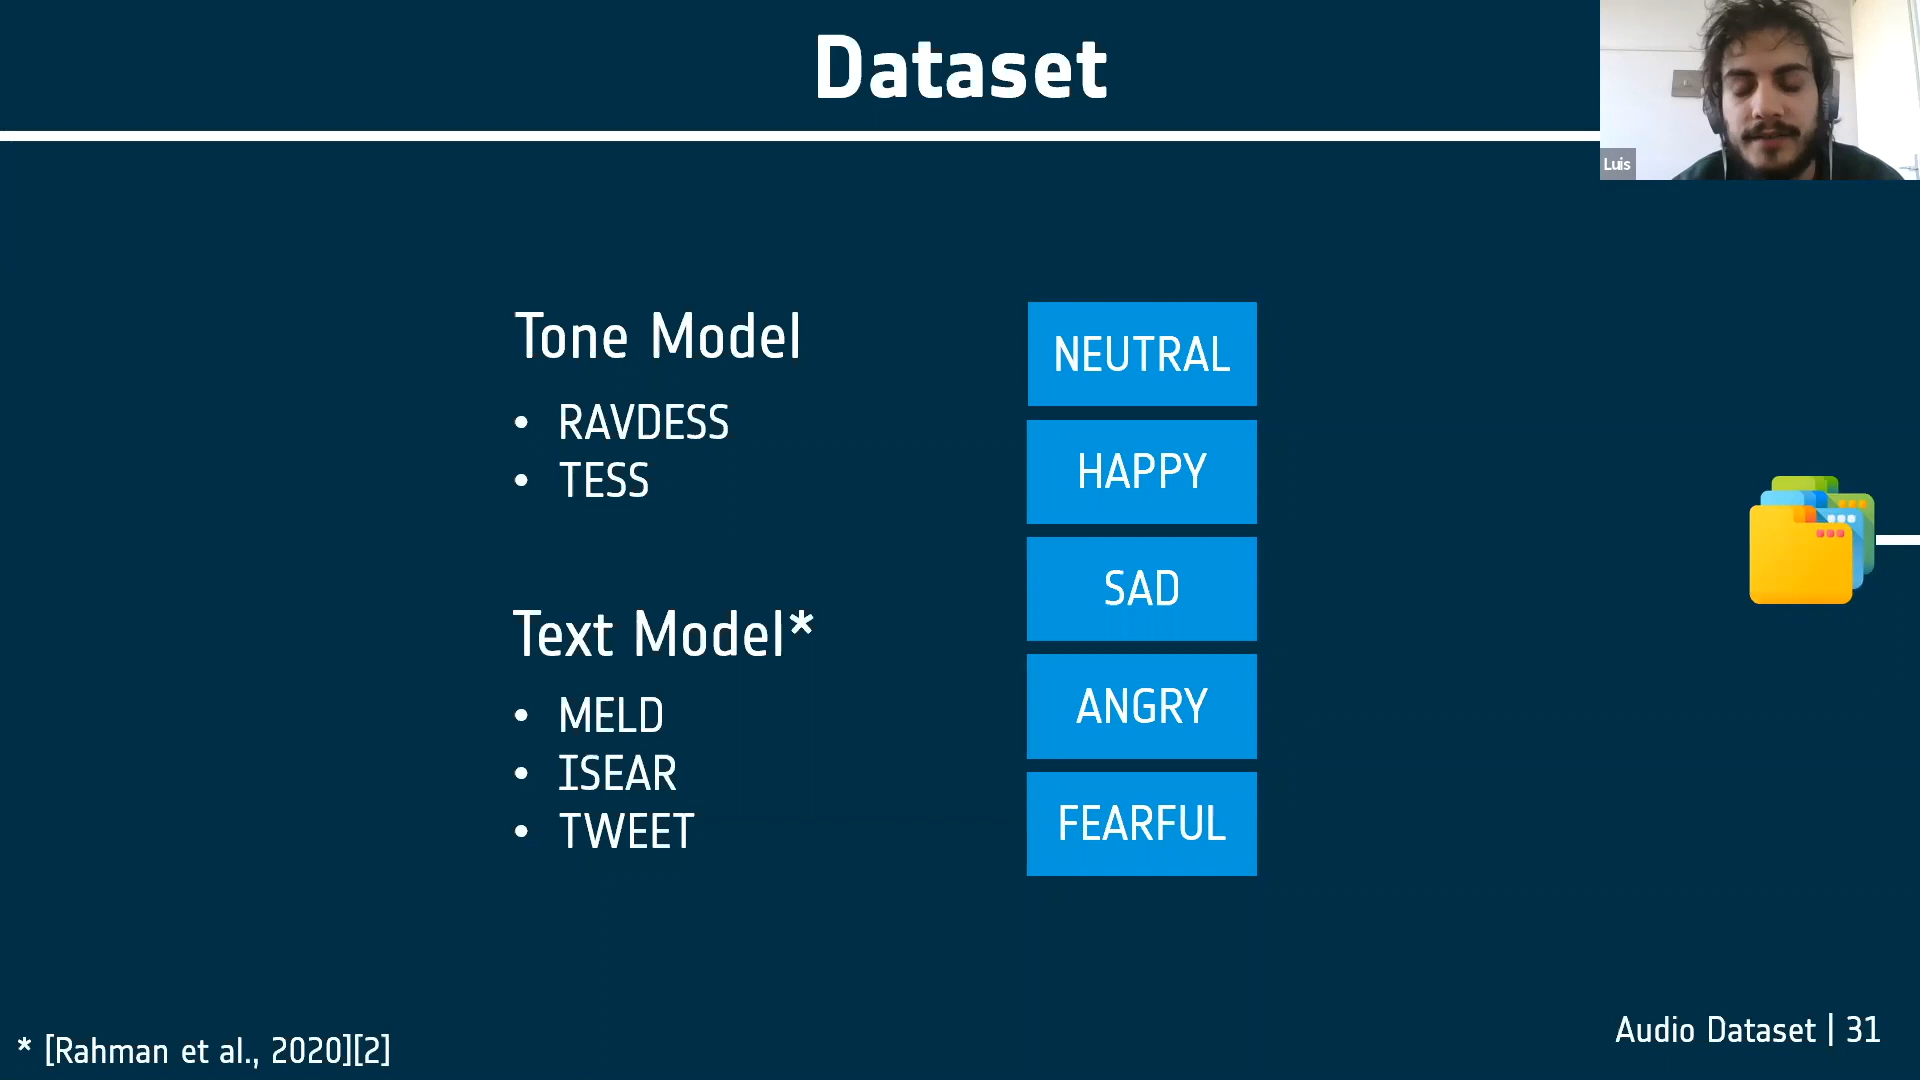 Dataset
Luis
Tone Model
• RAVDESS
• TESS
Text Model*
• MELD
• ISEAR
• TWEET
NEUTRAL
HAPPY
SAD
ANGRY
FEARFUL
* [Rahman et al., 2020][2]
Audio Dataset | 31